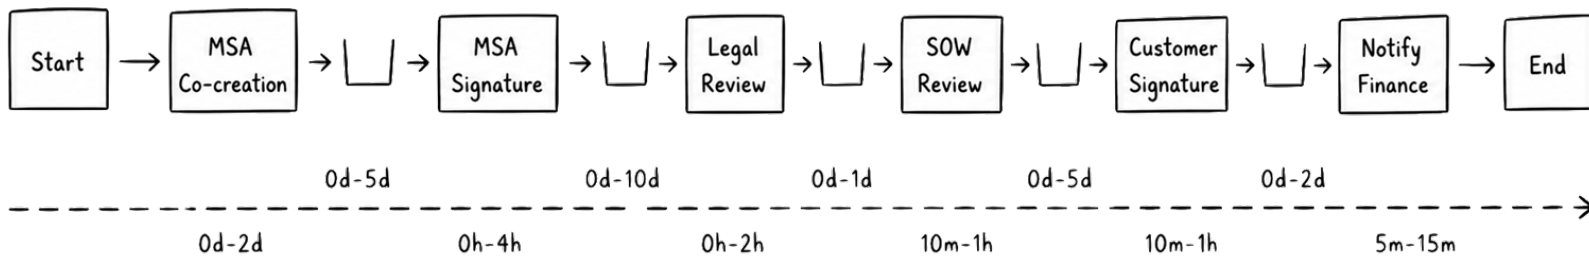 Start
MSA
Co-creation
MSA
Signature
Legal
Review
SOW
Review
Customer
Signature
Notify
Finance
End
0d-5d
0d-10d
0d-1d
0d-5d
0d-2d
0d-2d
0h-4h
0h-2h
10m-1h
10m-1h
5m-15m